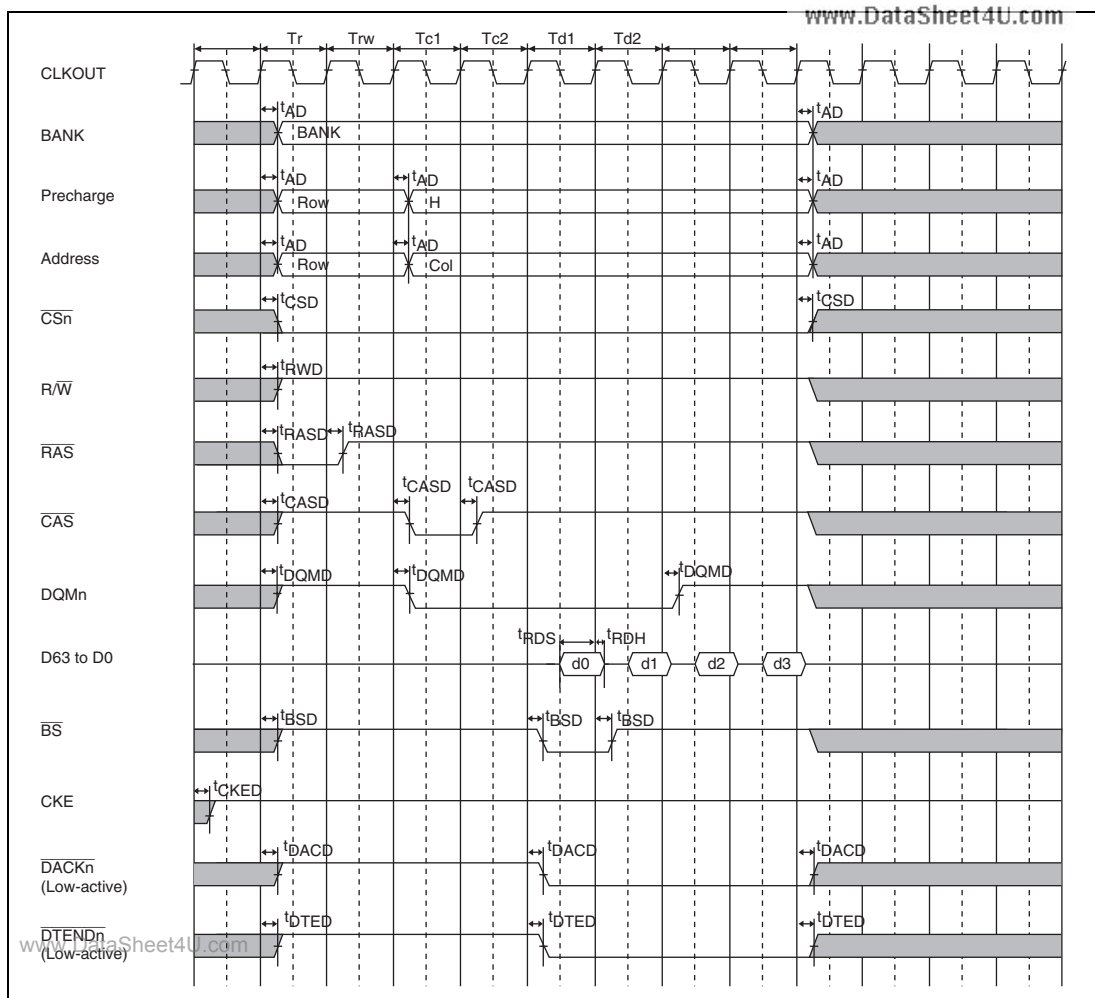 www.DataSheet4U.com
Tr Trw Tc1 Tc2 Td1 Td2
CLKOUT
tAD tAD
BANK BANK
tAD tAD tAD
Precharge Row H
tAD tAD tAD
Address Row Col
CSn tCSD tCSD
tRWD
R/W
tRASD tRASD
RAS
tCASD tCASD tCASD
CAS
tDQMD tDQMD tDQMD
DQMn
tRDS tRDH
D63 to D0 d0 d1 d2 d3
tBSD tBSD tBSD
BS
tCKED
CKE
tDACD tDACD tDACD
DACKn
(Low-active)
tDTED tDTED tDTED
DTENDn
www.DataSheet4U.com
(Low-active)